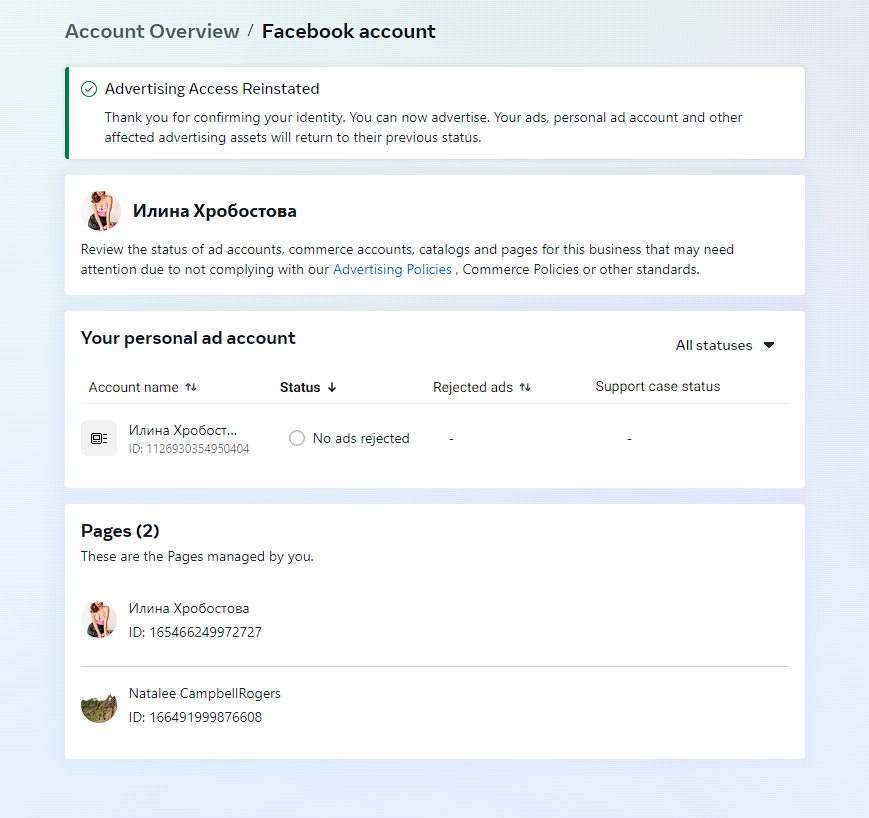 Account Overview / Facebook account
Advertising Access Reinstated
Thank you for confirming your identity. You can now advertise. Your ads, personal ad account and other
affected advertising assets will return to their previous status.
Илина Хробостова
Review the status of ad accounts, commerce accounts, catalogs and pages for this business that may need
attention due to not complying with our Advertising Policies , Commerce Policies or other standards.
Your personal ad account
All statuses
Account name Status Rejected ads Support case status
Илина Хробост...
ID: 1126930354950404
No ads rejected - -
Pages (2)
These are the Pages managed by you.
Илина Хробостова
ID: 165466249972727
Natalee CampbellRogers
ID: 166491999876608